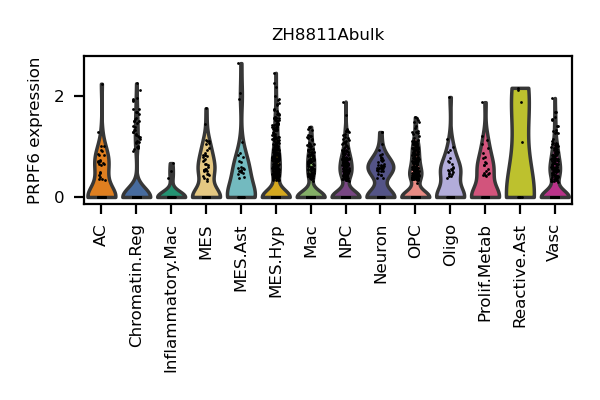 ZH8811Abulk
PRPF6 expression
2
0
AC
Chromatin.Reg
Inflammatory.Mac
MES
MES.Ast
MES.Hyp
Mac
NPC
Neuron
OPC
Oligo
Prolif.Metab
Reactive.Ast
Vasc